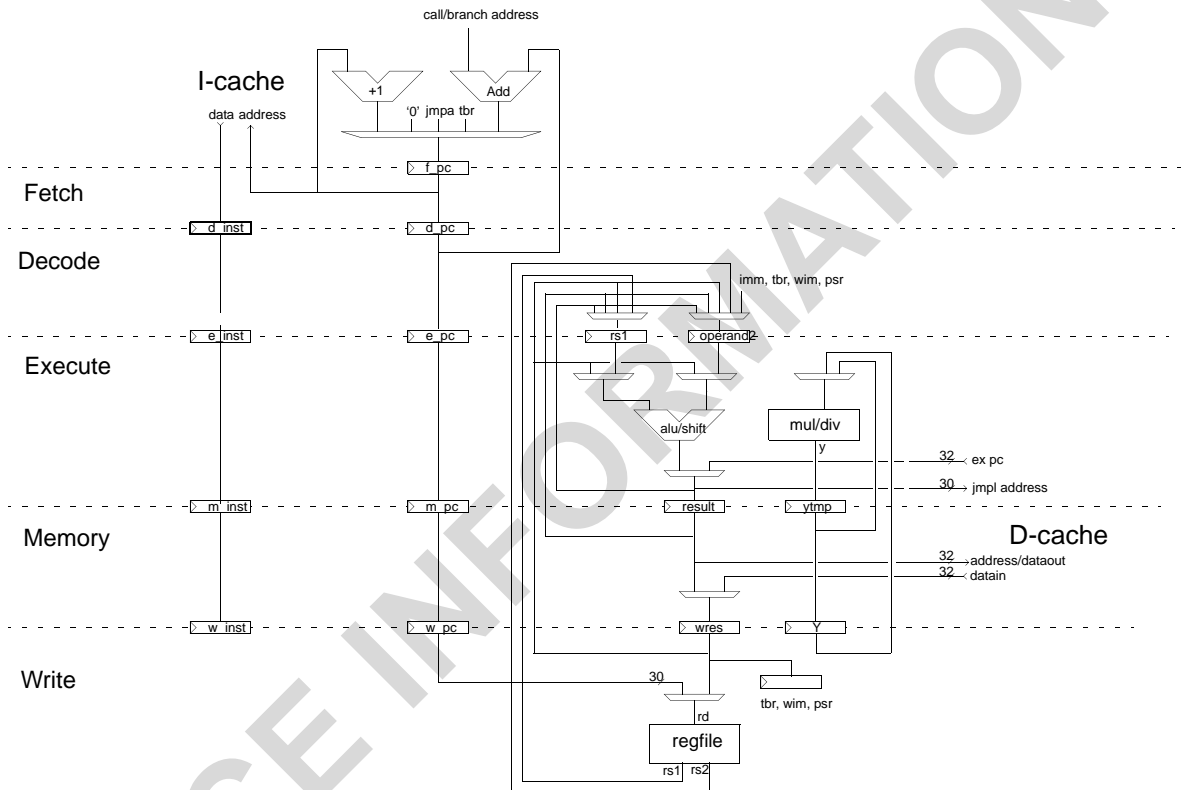 call/branch address
I-cache
+1
Add
data address
'0' jmpa tbr
f_pc
Fetch
d_inst
d_pc
Decode
imm, tbr, wim, psr
e_inst
e_pc
rs1
operand2
Execute
alu/shift
mul/div
y
32
ex pc
30
jmpl address
m_inst
m_pc
result
ytmp
Memory
D-cache
32
address/dataout
32
datain
w_inst
w_pc
wres
Y
Write
30
tbr, wim, psr
rd
regfile
rs1
rs2
CE INFORMATION